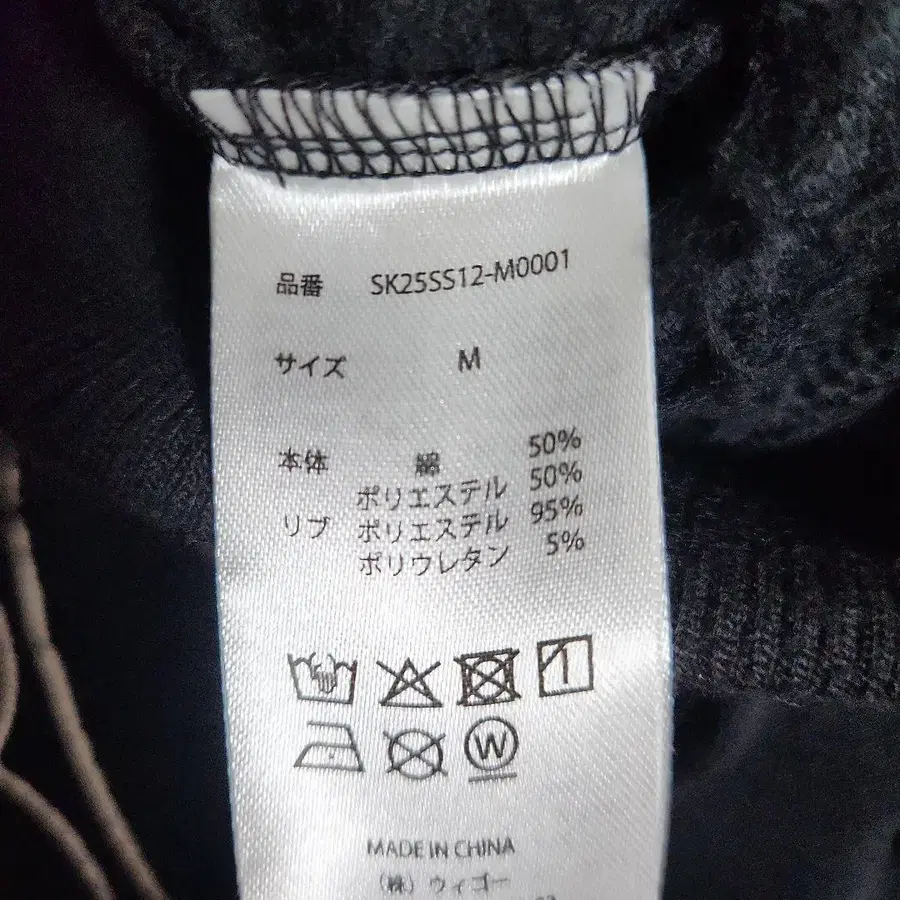 品番 SK25SS12-M0001
サイズ M
本体 綿 50%
ポリエステル 50%
リブ ポリエステル 95%
ポリウレタン 5%
W
MADE IN CHINA
（株）ウィゴー